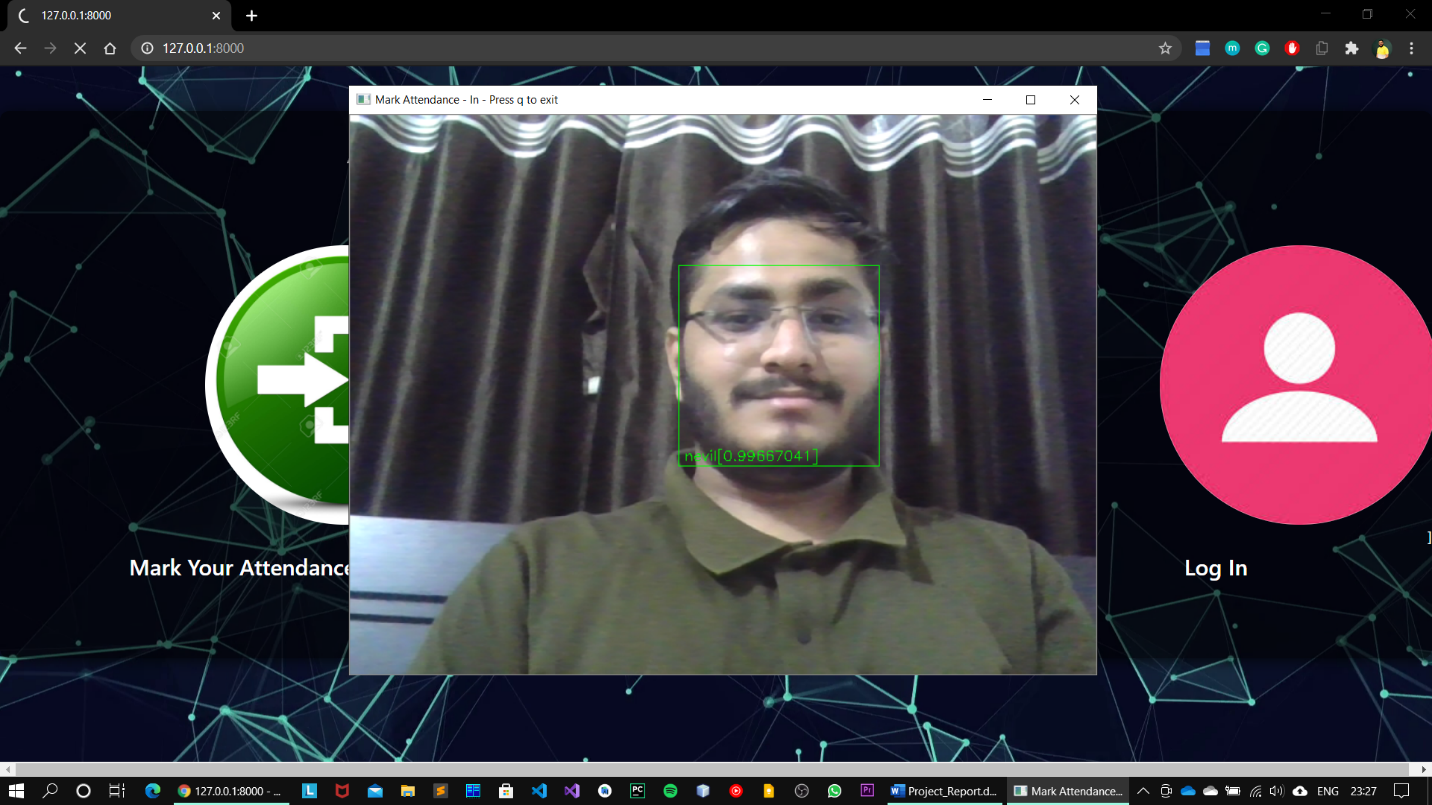 127.0.0.1:8000
127.0.0.1:8000
Mark Attendance - In - Press q to exit
nevil[0.99667041]
Mark Your Attendance
Log In
127.0.0.1:8000 - ...
Project_Report.d...
Mark Attendance...
ENG
23:27